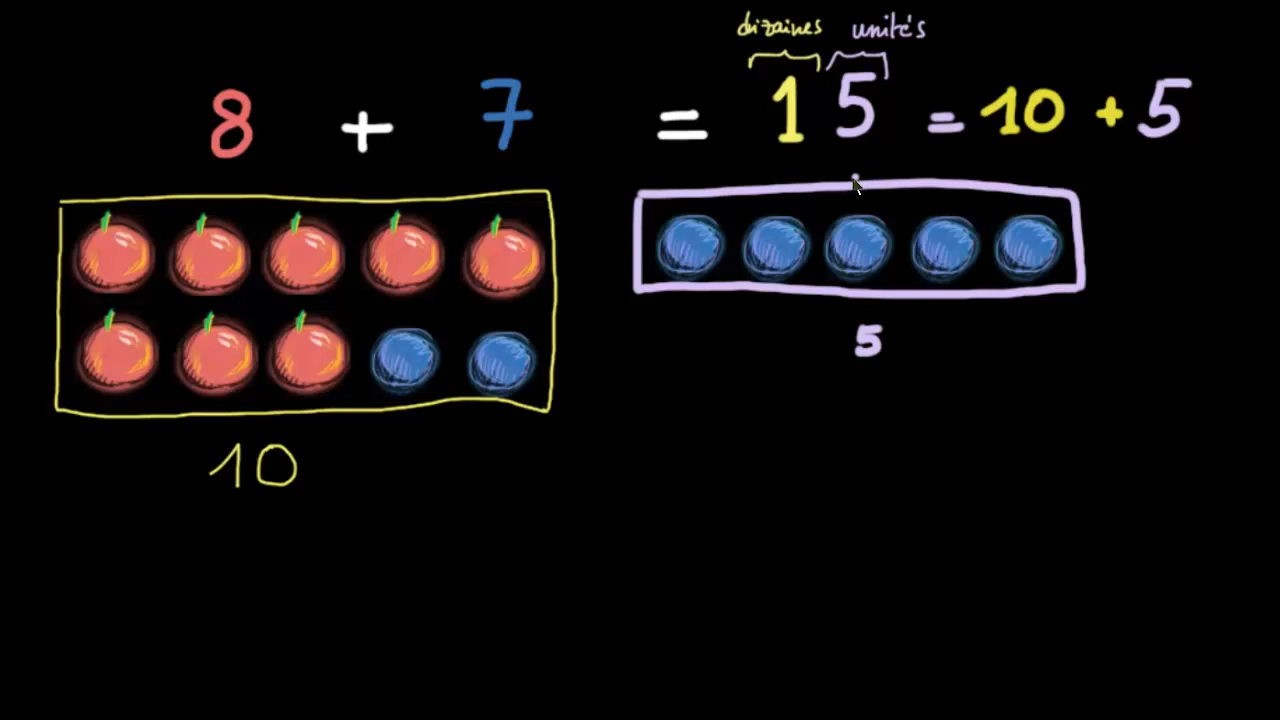 dizaines unités
8 + 7 = 15 = 10 + 5
5
10